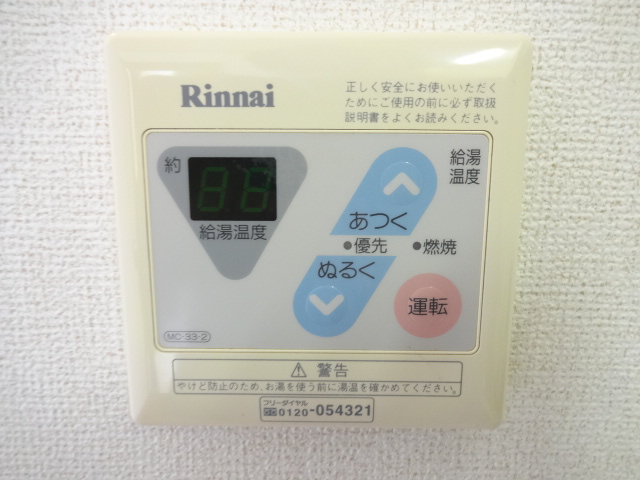 Rinnai
正しく安全にお使いいただく
ためにご使用の前に必ず取扱
説明書をよくお読みください。
約
88
給湯温度
給湯
温度
あつく
●優先
●燃焼
ぬるく
運転
MC-33-2
⚠ 警告
やけど防止のため、お湯を使う前に湯温を確かめてください。
フリーダイヤル
0120-054321